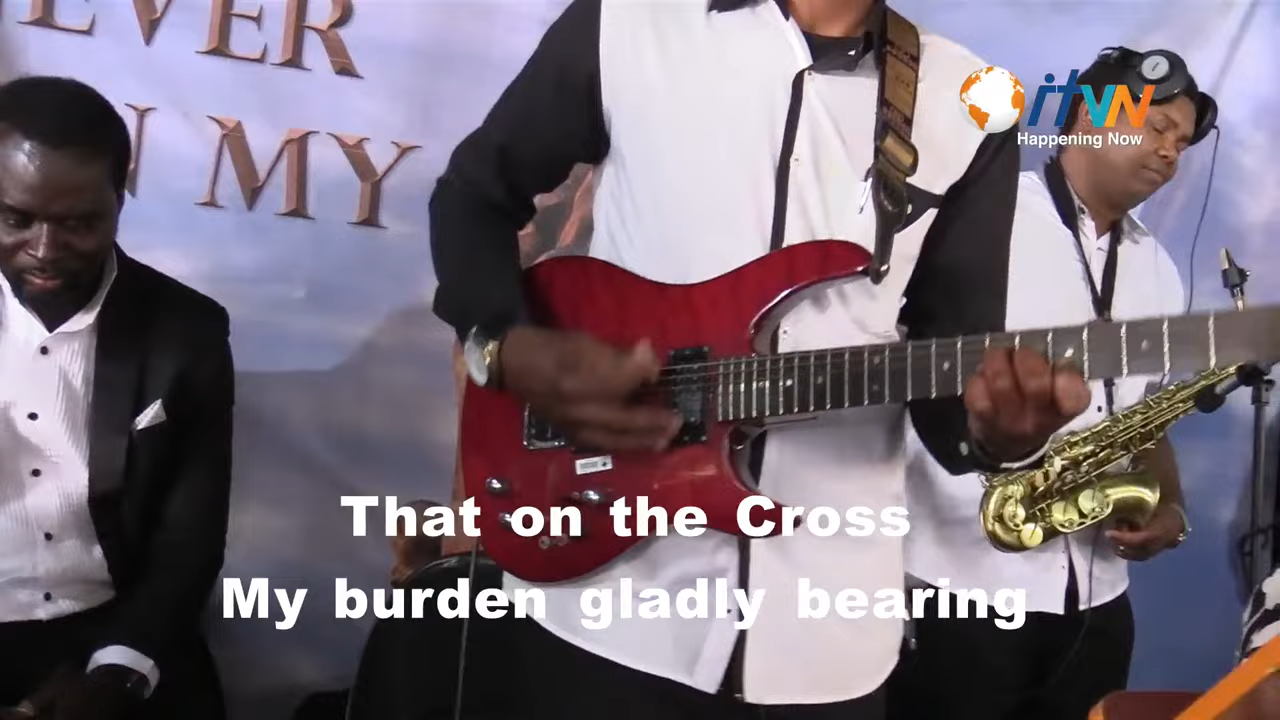 EVER
N MY
itvn
Happening Now
That on the Cross
My burden gladly bearing